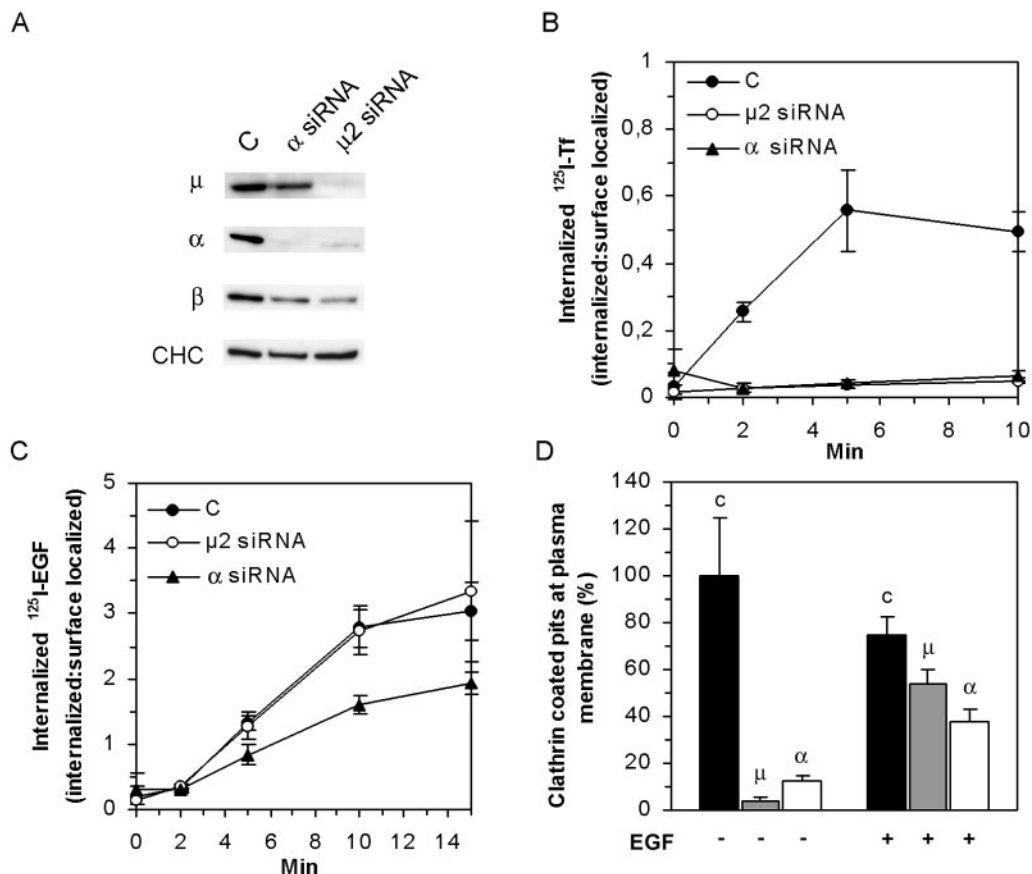 A
C
α siRNA
μ2 siRNA
μ
α
β
CHC
B
Internalized ¹²⁵I-Tf
(internalized:surface localized)
1
0,8
0,6
0,4
0,2
0
C
μ2 siRNA
α siRNA
0 2 4 6 8 10
Min
C
Internalized ¹²⁵I-EGF
(internalized:surface localized)
5
4
3
2
1
0
C
μ2 siRNA
α siRNA
0 2 4 6 8 10 12 14
Min
D
Clathrin coated pits at plasma
membrane (%)
140
120
100
80
60
40
20
0
c
μ
α
c
μ
α
EGF - - - + + +